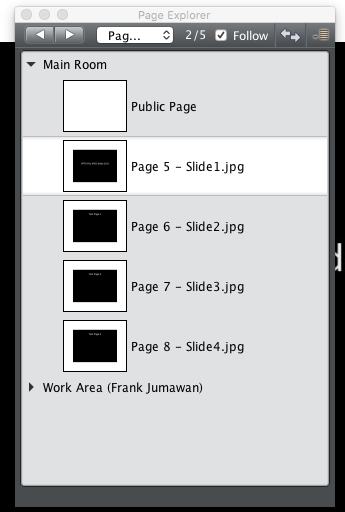 Page Explorer
Pag... 2/5 Follow
Main Room
Public Page
Page 5 - Slide1.jpg
Page 6 - Slide2.jpg
Page 7 - Slide3.jpg
Page 8 - Slide4.jpg
Work Area (Frank Jumawan)